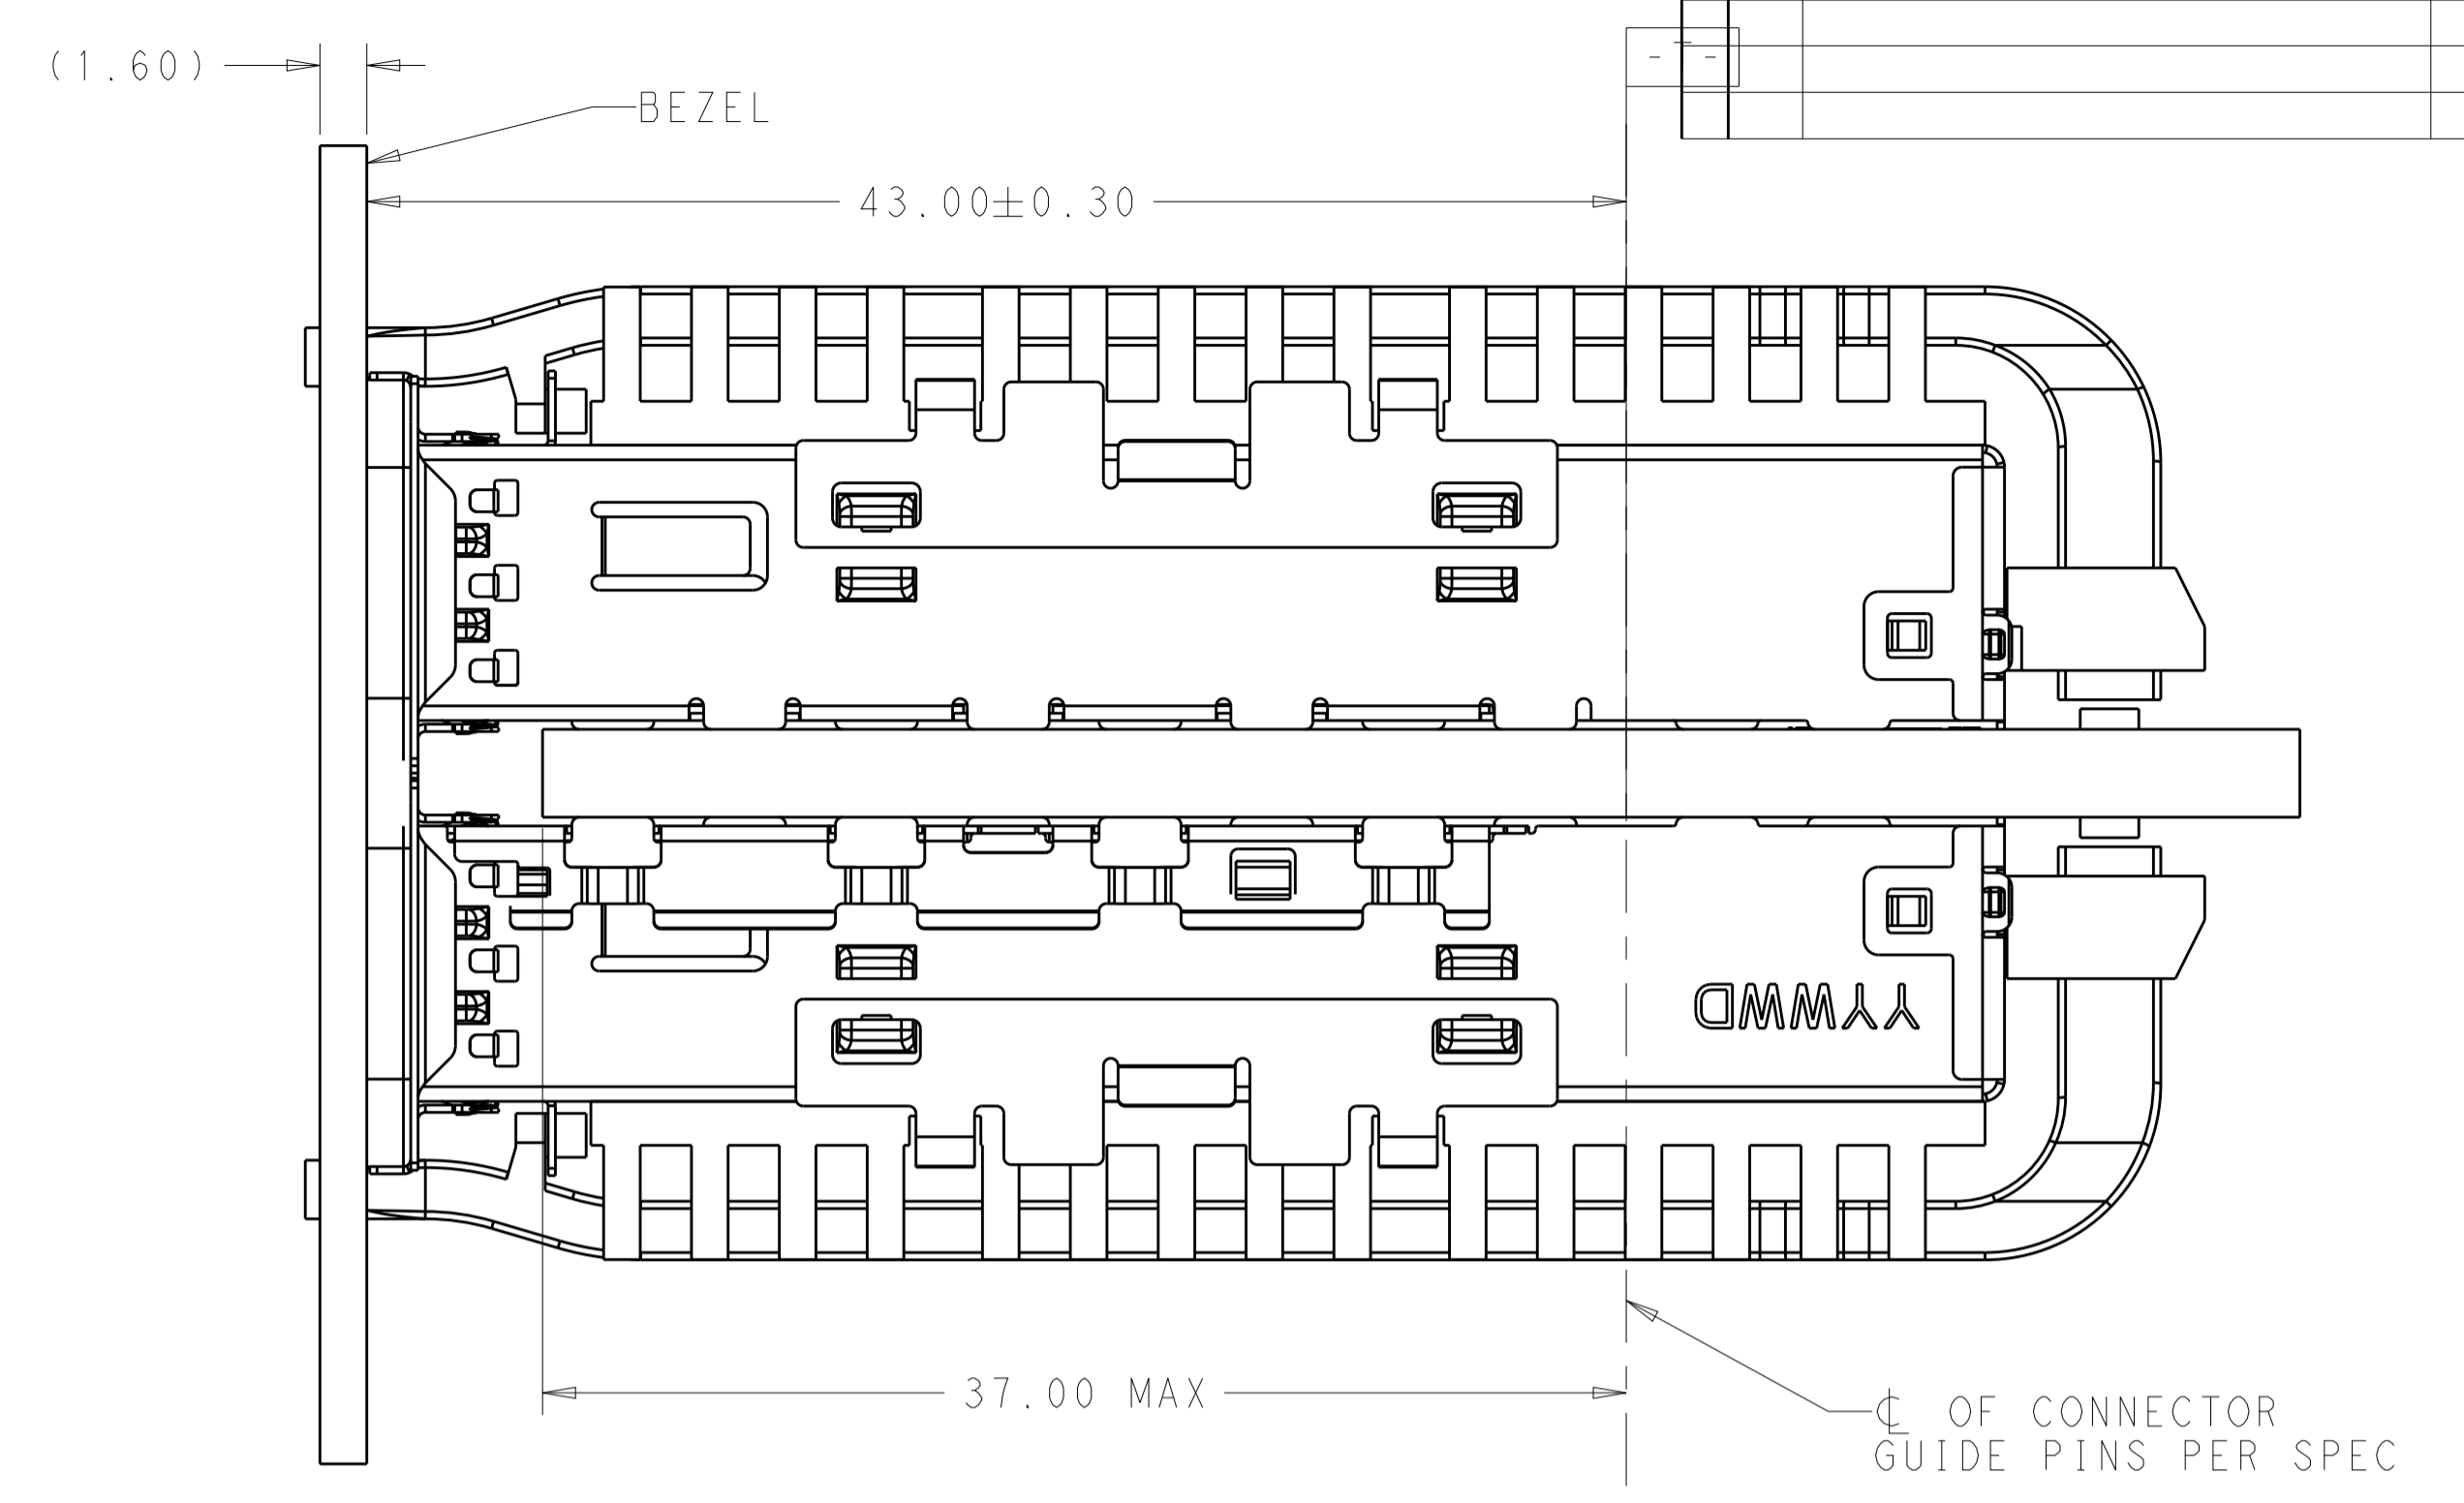 (1.60)
BEZEL
43.00±0.30
YYWWD
37.00 MAX
℄ OF CONNECTOR
GUIDE PINS PER SPEC